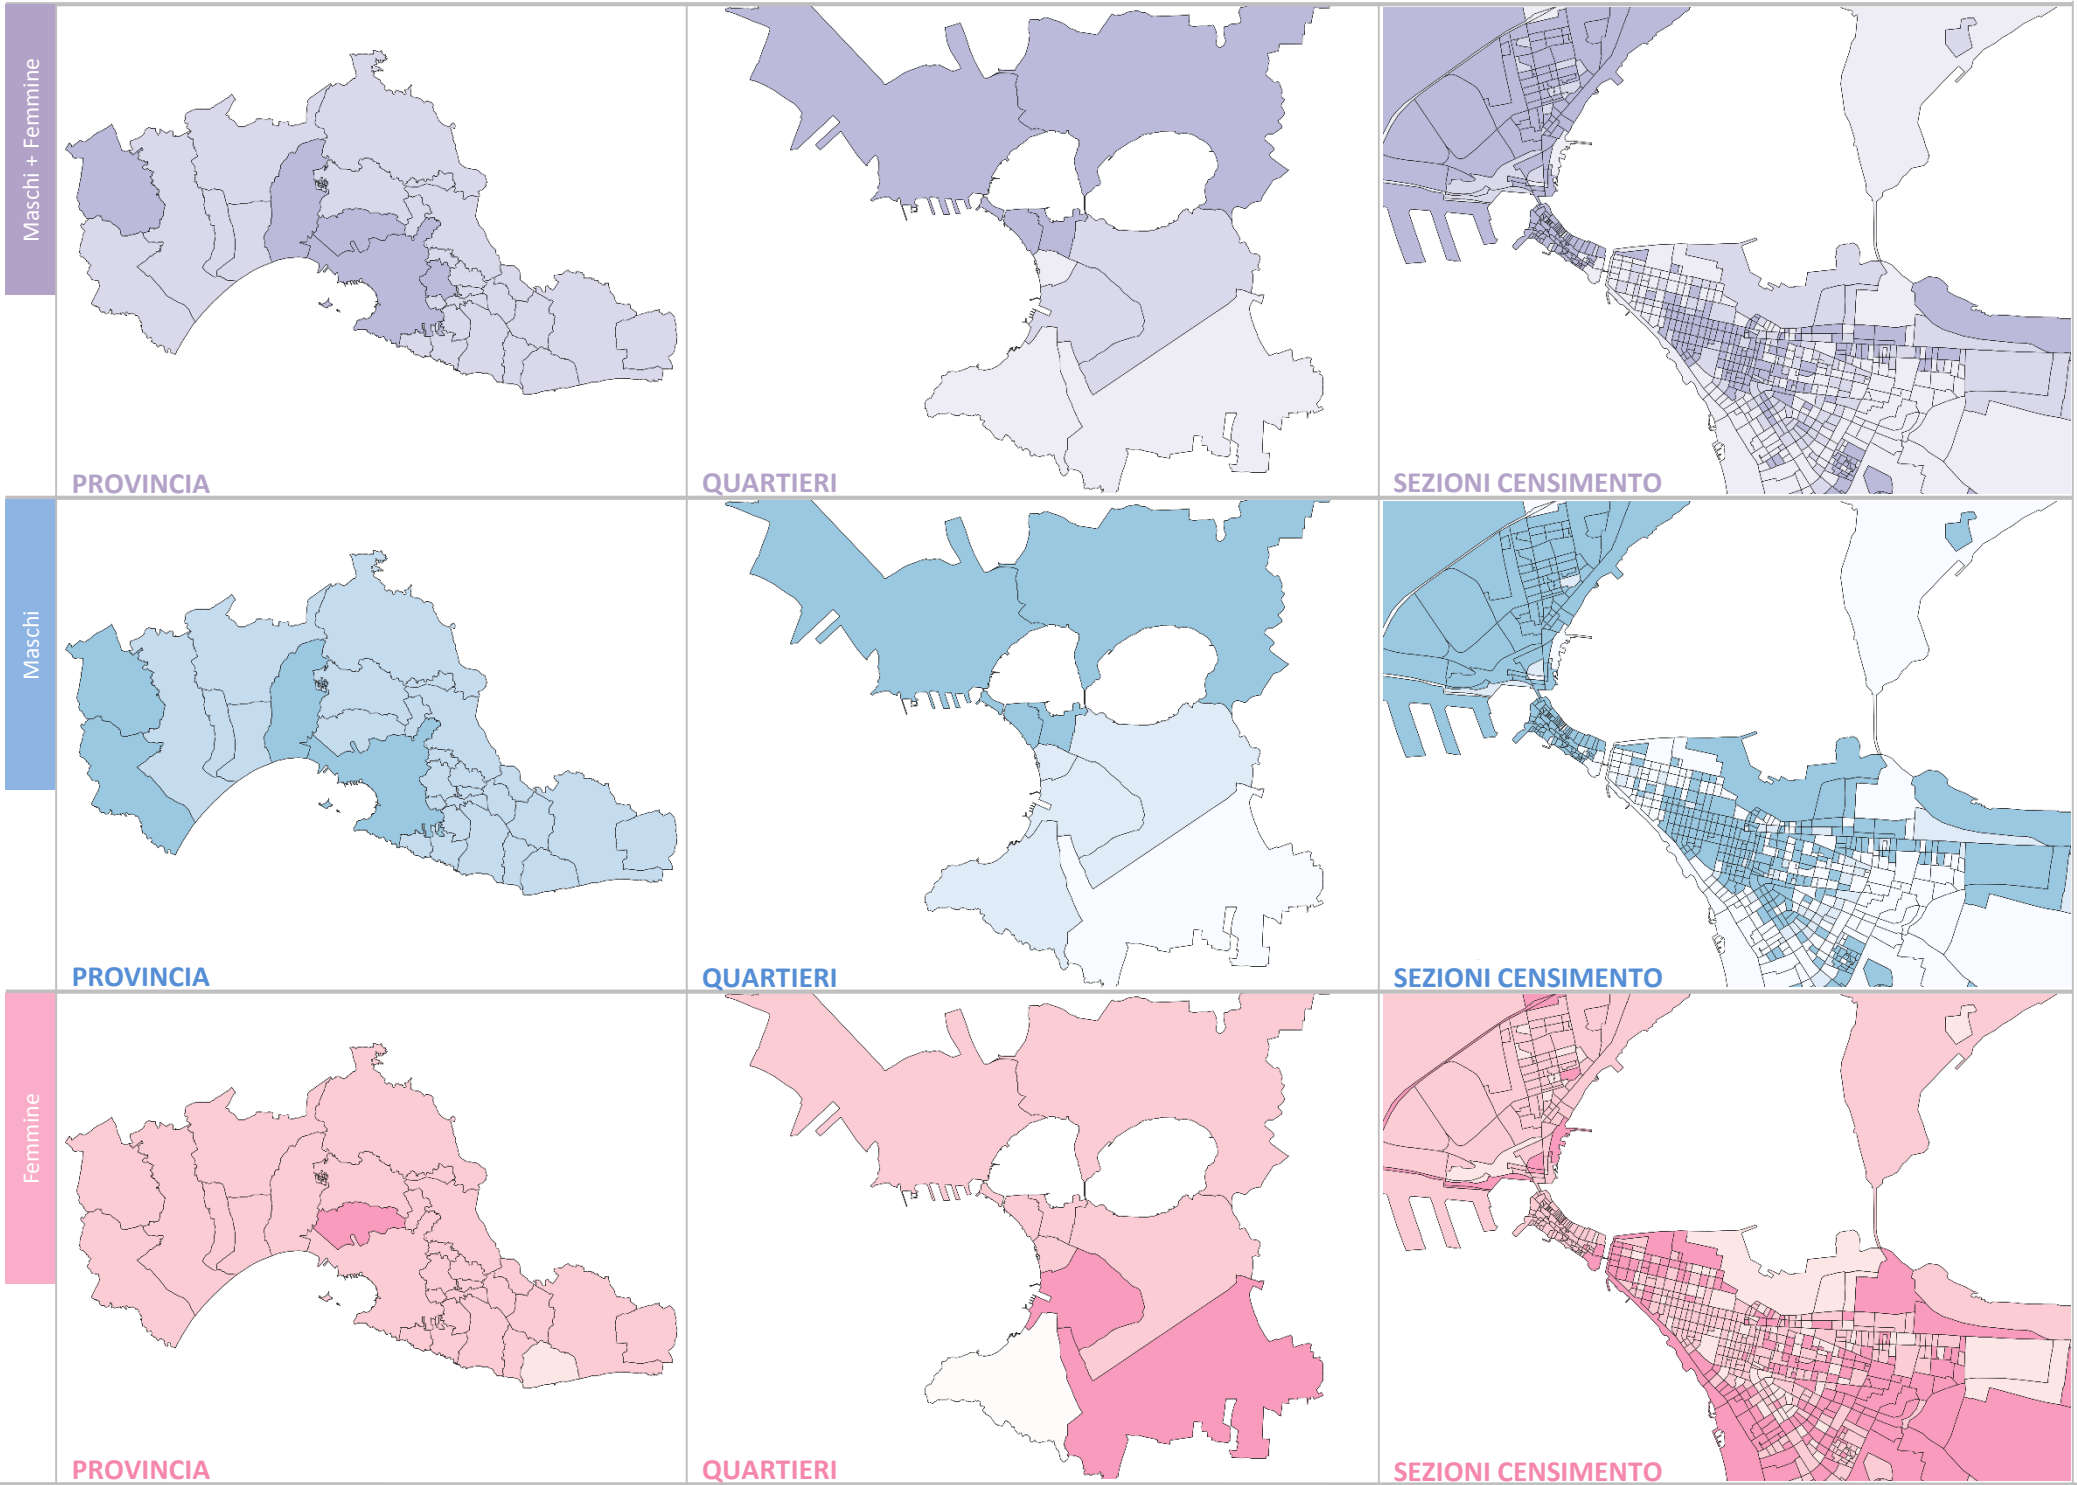 Maschi + Femmine
PROVINCIA
QUARTIERI
SEZIONI CENSIMENTO
Maschi
PROVINCIA
QUARTIERI
SEZIONI CENSIMENTO
Femmine
PROVINCIA
QUARTIERI
SEZIONI CENSIMENTO